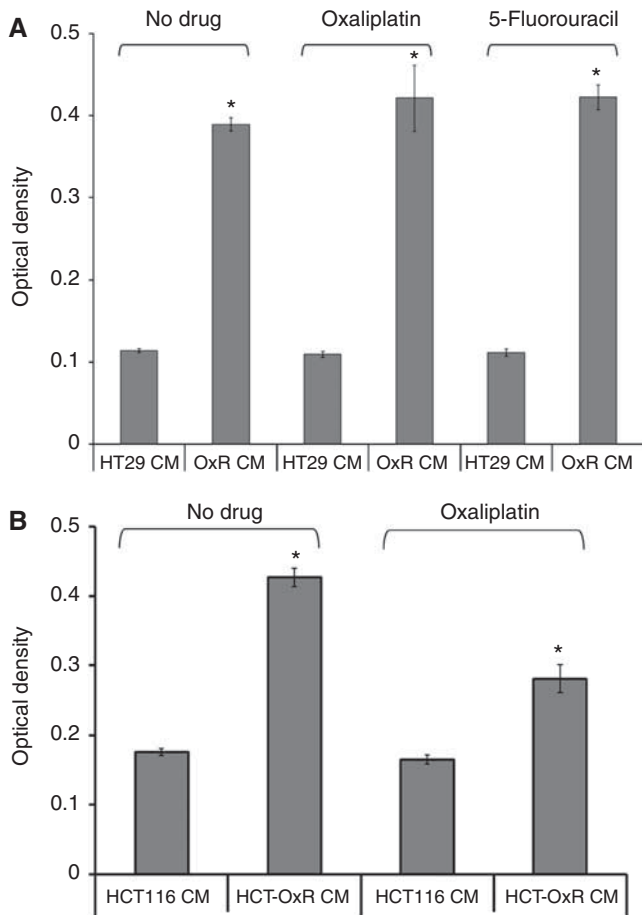 A
No drug Oxaliplatin 5-Fluorouracil
0.5
0.4
0.3
0.2
0.1
0
Optical density
* * *
HT29 CM OxR CM HT29 CM OxR CM HT29 CM OxR CM
B
No drug Oxaliplatin
0.5
0.4
0.3
0.2
0.1
0
Optical density
* *
HCT116 CM HCT-OxR CM HCT116 CM HCT-OxR CM